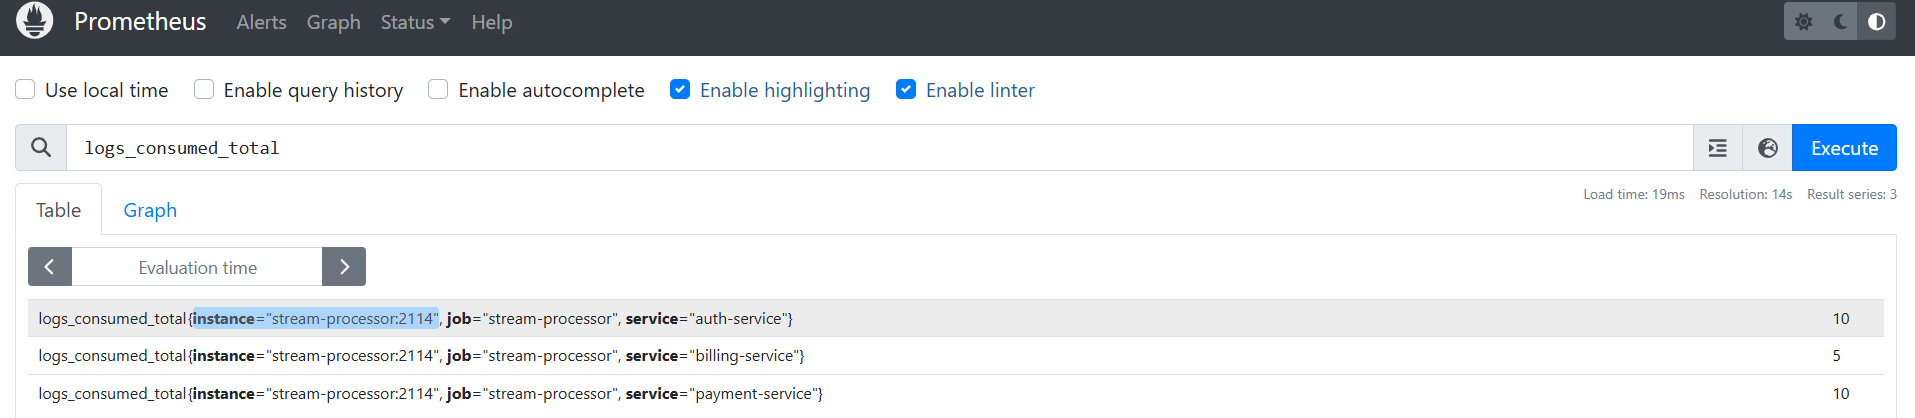 Prometheus Alerts Graph Status Help
Use local time Enable query history Enable autocomplete Enable highlighting Enable linter
logs_consumed_total Execute
Load time: 19ms Resolution: 14s Result series: 3
Table Graph
Evaluation time
logs_consumed_total{instance="stream-processor:2114", job="stream-processor", service="auth-service"} 10
logs_consumed_total{instance="stream-processor:2114", job="stream-processor", service="billing-service"} 5
logs_consumed_total{instance="stream-processor:2114", job="stream-processor", service="payment-service"} 10